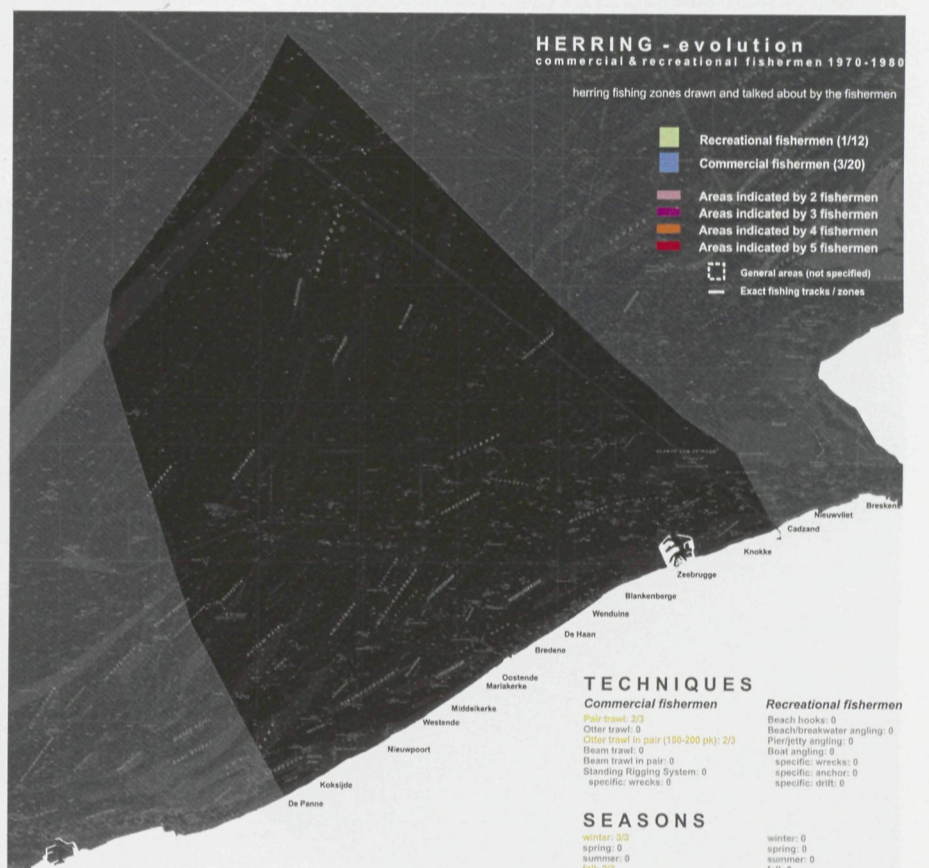 HERRING - evolution
commercial & recreational fishermen 1970-1980
herring fishing zones drawn and talked about by the fishermen
Recreational fishermen (1/12)
Commercial fishermen (3/20)
Areas indicated by 2 fishermen
Areas indicated by 3 fishermen
Areas indicated by 4 fishermen
Areas indicated by 5 fishermen
General areas (not specified)
Exact fishing tracks / zones
Breskens
Nieuwvliet
Cadzand
Knokke
Zeebrugge
Blankenberge
Wenduine
De Haan
Bredene
Oostende
Mariakerke
Middelkerke
Westende
Nieuwpoort
Koksijde
De Panne
TECHNIQUES
Commercial fishermen
Pair trawl: 2/3
Otter trawl: 0
Otter trawl in pair (150-200 pk): 2/3
Beam trawl: 0
Beam trawl in pair: 0
Standing Rigging System: 0
specific: wrecks: 0
Recreational fishermen
Beach hooks: 0
Beach/breakwater angling: 0
Pier/jetty angling: 0
Boat angling: 0
specific: wrecks: 0
specific: anchor: 0
specific: drift: 0
SEASONS
winter: 3/3
spring: 0
summer: 0
winter: 0
spring: 0
summer: 0